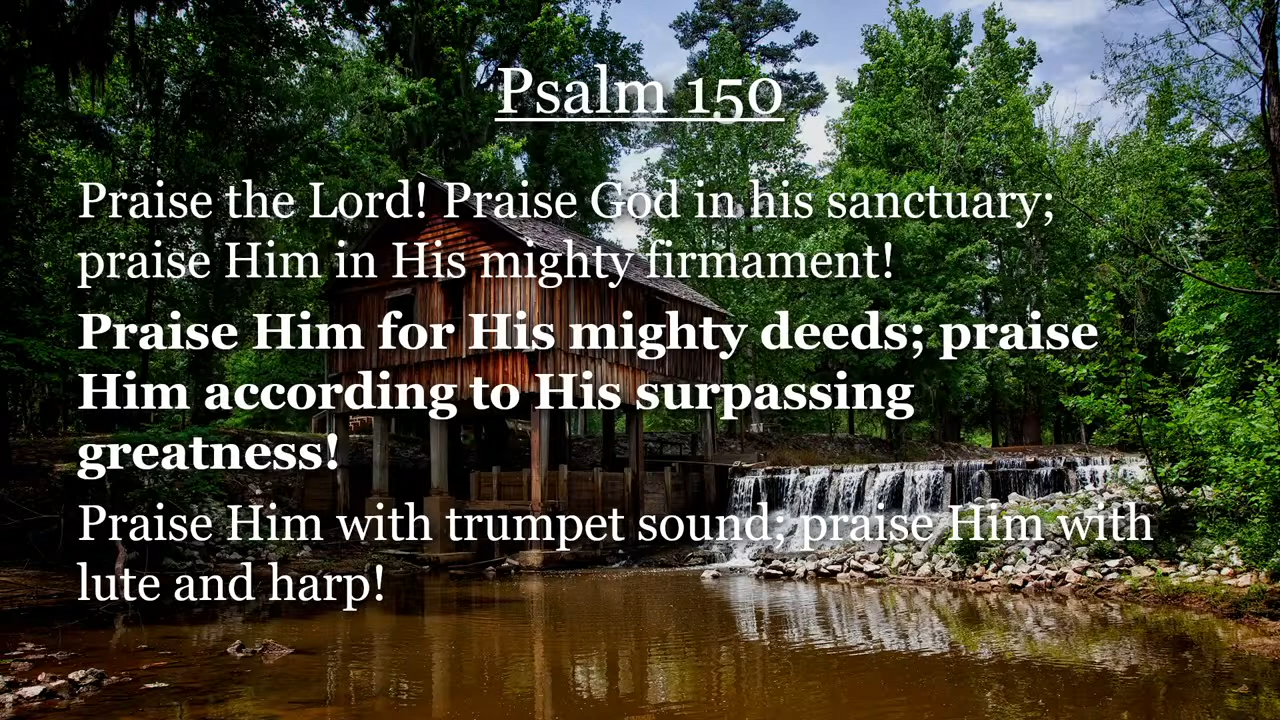 Psalm 150
Praise the Lord! Praise God in his sanctuary;
praise Him in His mighty firmament!
Praise Him for His mighty deeds; praise
Him according to His surpassing
greatness!
Praise Him with trumpet sound; praise Him with
lute and harp!